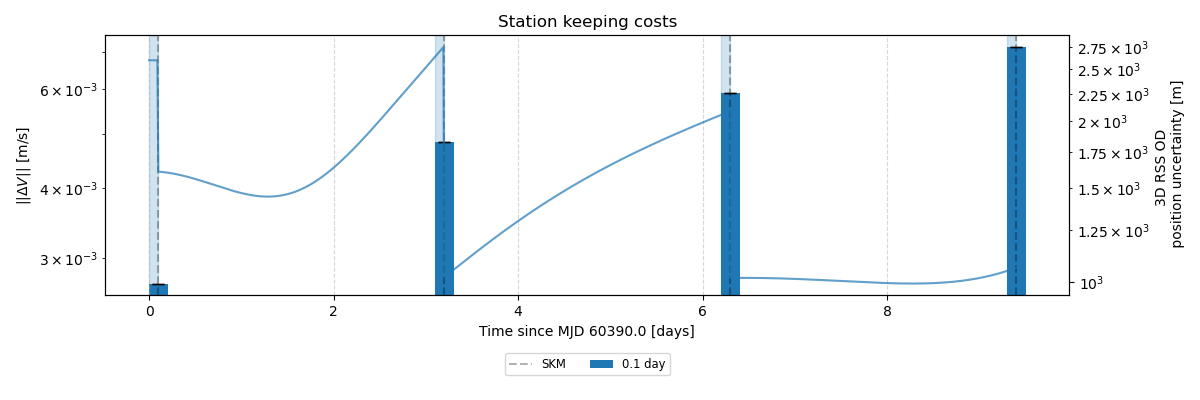 Station keeping costs
||ΔV|| [m/s]
6 × 10⁻³
4 × 10⁻³
3 × 10⁻³
2.75 × 10³
2.5 × 10³
2.25 × 10³
2 × 10³
1.75 × 10³
1.5 × 10³
1.25 × 10³
10³
3D RSS OD
position uncertainty [m]
0 2 4 6 8
Time since MJD 60390.0 [days]
SKM 0.1 day